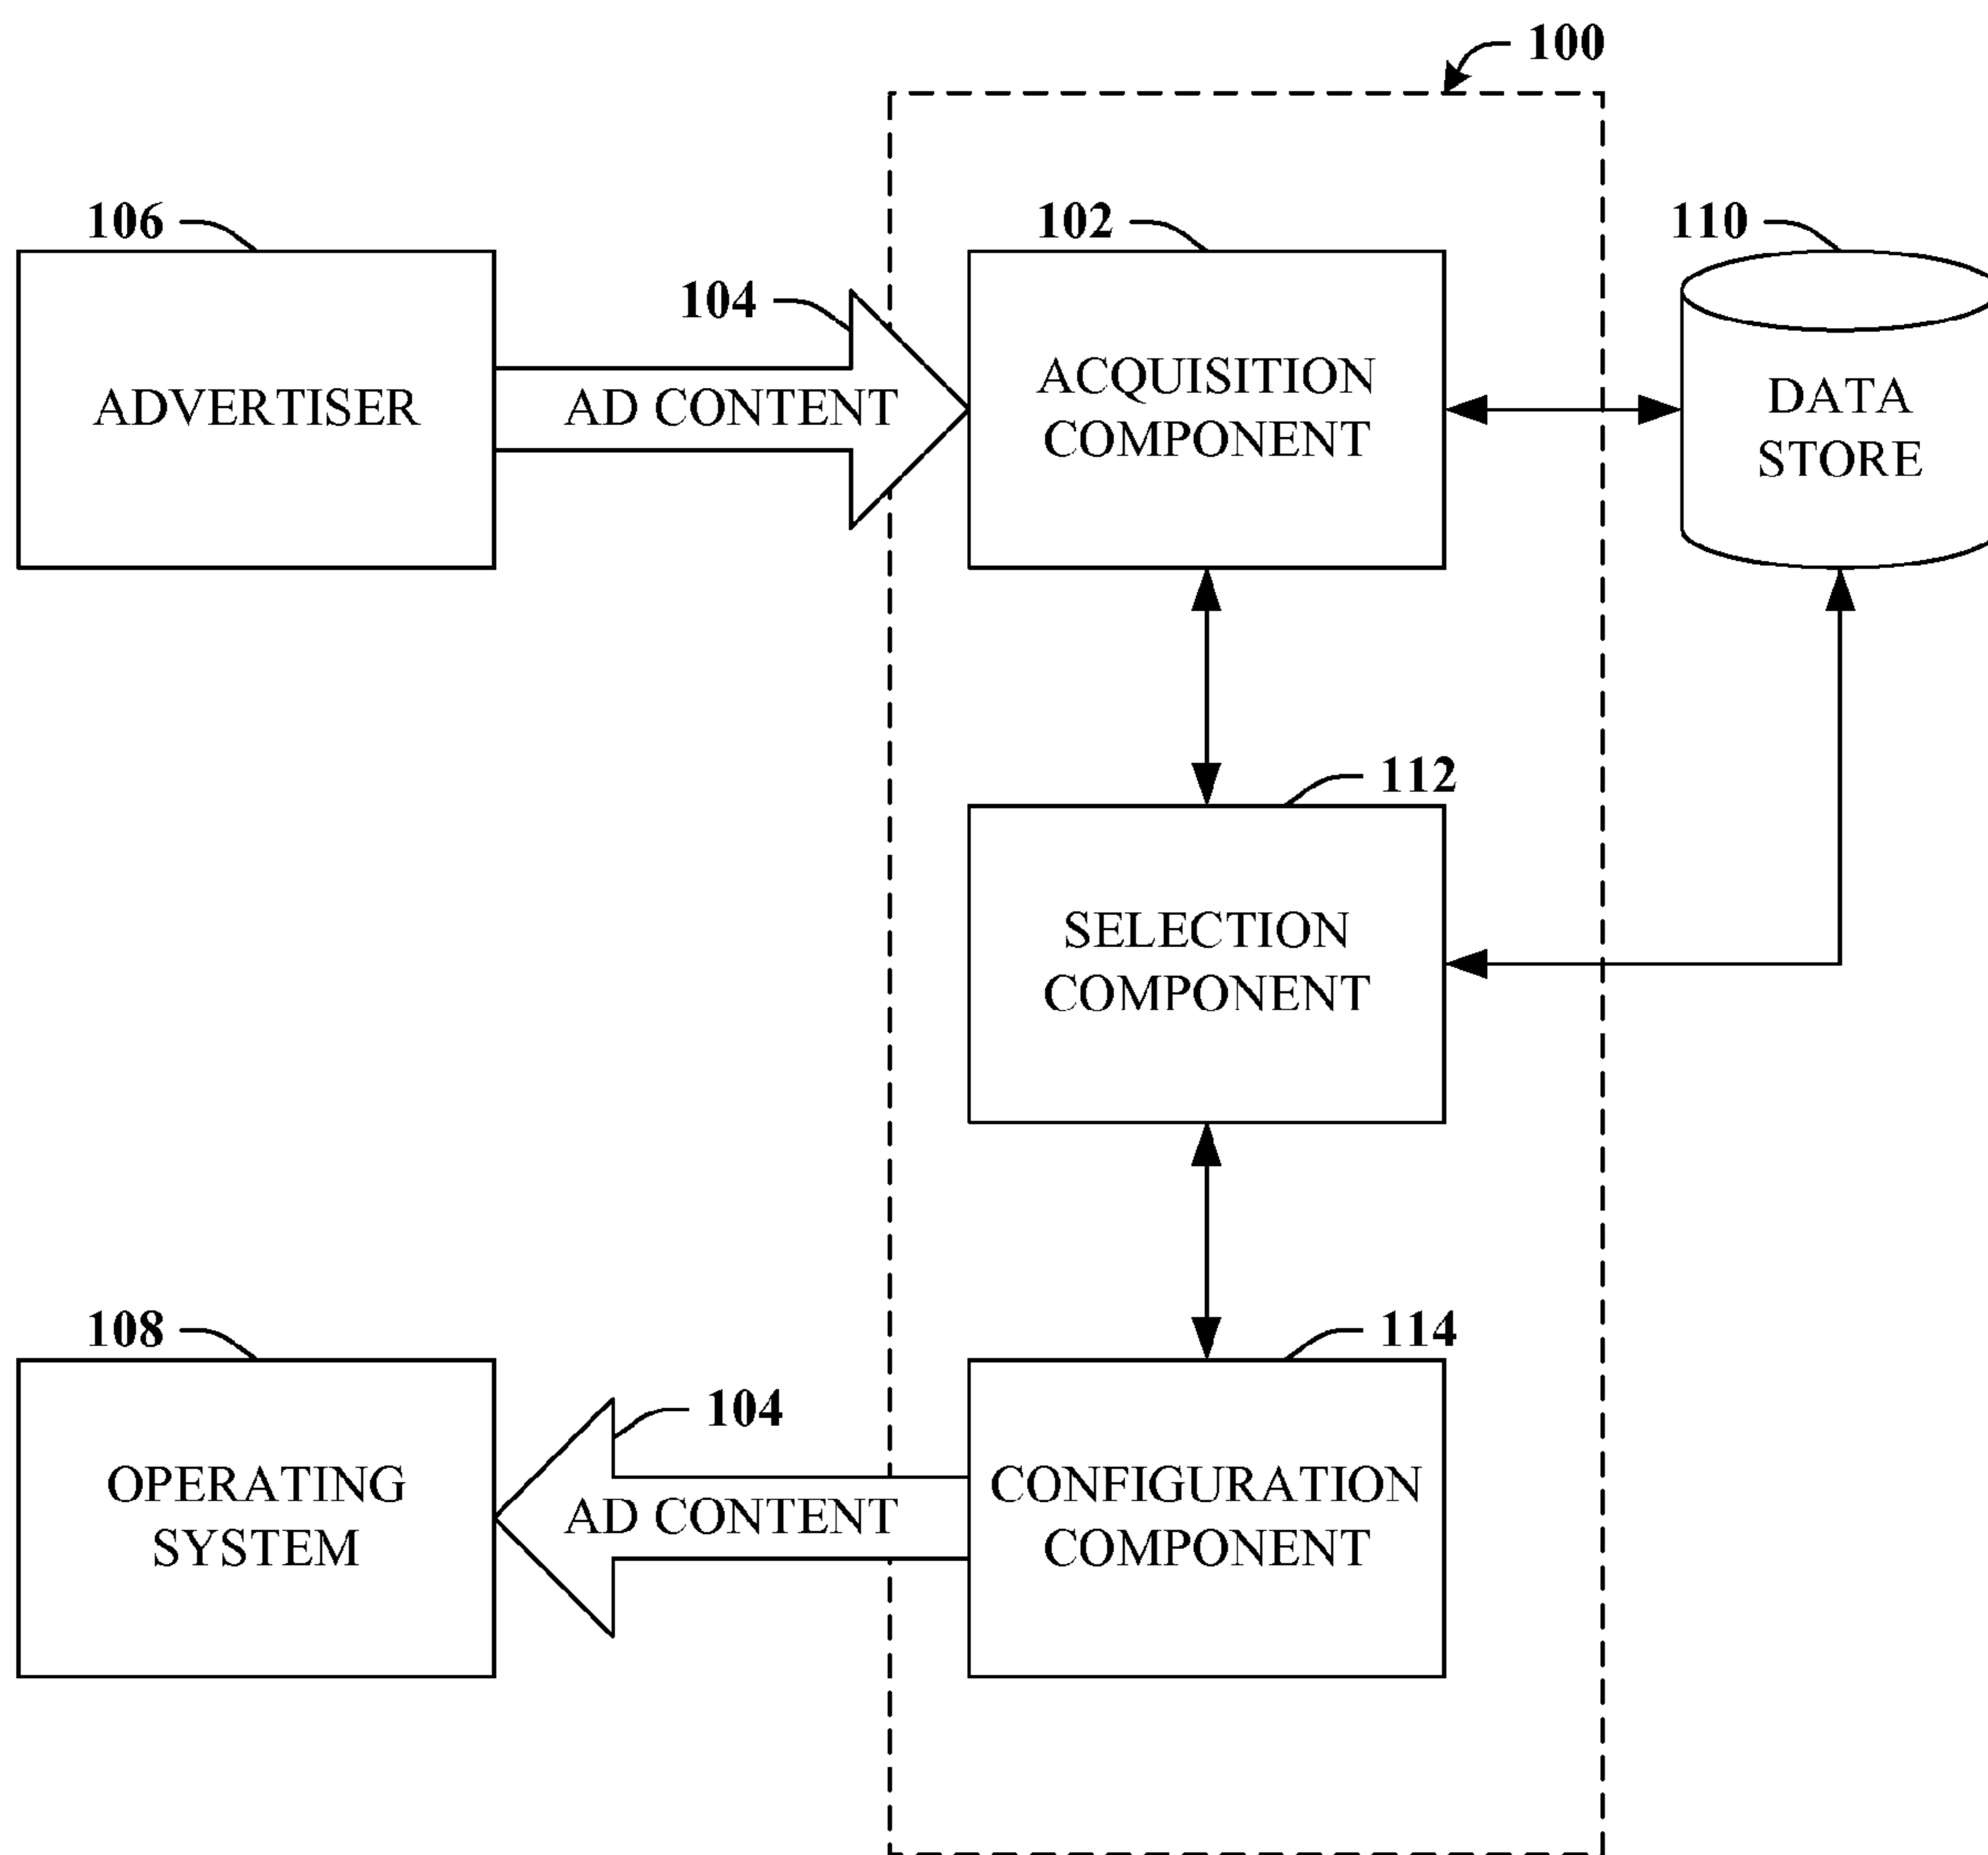 100
106
102
110
104
ADVERTISER
AD CONTENT
ACQUISITION
COMPONENT
DATA
STORE
112
SELECTION
COMPONENT
108
114
104
OPERATING
SYSTEM
AD CONTENT
CONFIGURATION
COMPONENT